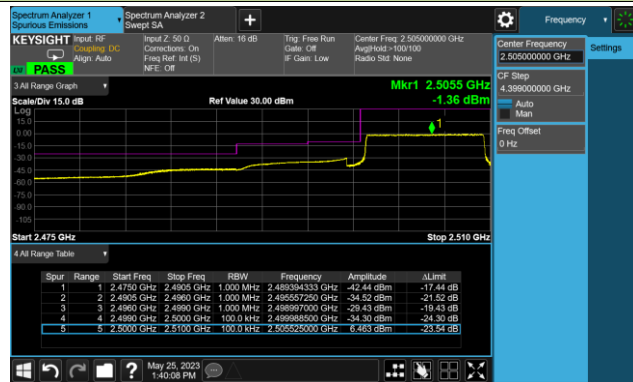 Spectrum Analyzer 1
Spurious Emissions
Spectrum Analyzer 2
Swept SA
Frequency
KEYSIGHT
Input: RF
Coupling: DC
Align: Auto
Input Z: 50 Ω
Corrections: On
Freq Ref: Int (S)
NFE: Off
Atten: 16 dB
Trig: Free Run
Gate: Off
IF Gain: Low
Center Freq: 2.505000000 GHz
Avg|Hold:>100/100
Radio Std: None
PASS
Center Frequency
2.505000000 GHz
Settings
CF Step
4.399000000 GHz
Auto
Man
Freq Offset
0 Hz
3 All Range Graph
Mkr1 2.5055 GHz
Scale/Div 15.0 dB
Ref Value 30.00 dBm
-1.36 dBm
Log
15.0
0.00
-15.0
-30.0
-45.0
-60.0
-75.0
-90.0
-105
1
Start 2.475 GHz
Stop 2.510 GHz
4 All Range Table
Spur Range Start Freq Stop Freq RBW Frequency Amplitude ΔLimit
1 1 2.4750 GHz 2.4905 GHz 1.000 MHz 2.489394333 GHz -42.44 dBm -17.44 dB
2 2 2.4905 GHz 2.4960 GHz 1.000 MHz 2.495557250 GHz -34.52 dBm -21.52 dB
3 3 2.4960 GHz 2.4990 GHz 1.000 MHz 2.498997000 GHz -29.43 dBm -19.43 dB
4 4 2.4990 GHz 2.5000 GHz 100.0 kHz 2.499988500 GHz -34.30 dBm -24.30 dB
5 5 2.5000 GHz 2.5100 GHz 100.0 kHz 2.505525000 GHz 6.463 dBm -23.54 dB
?
May 25, 2023
1:40:08 PM